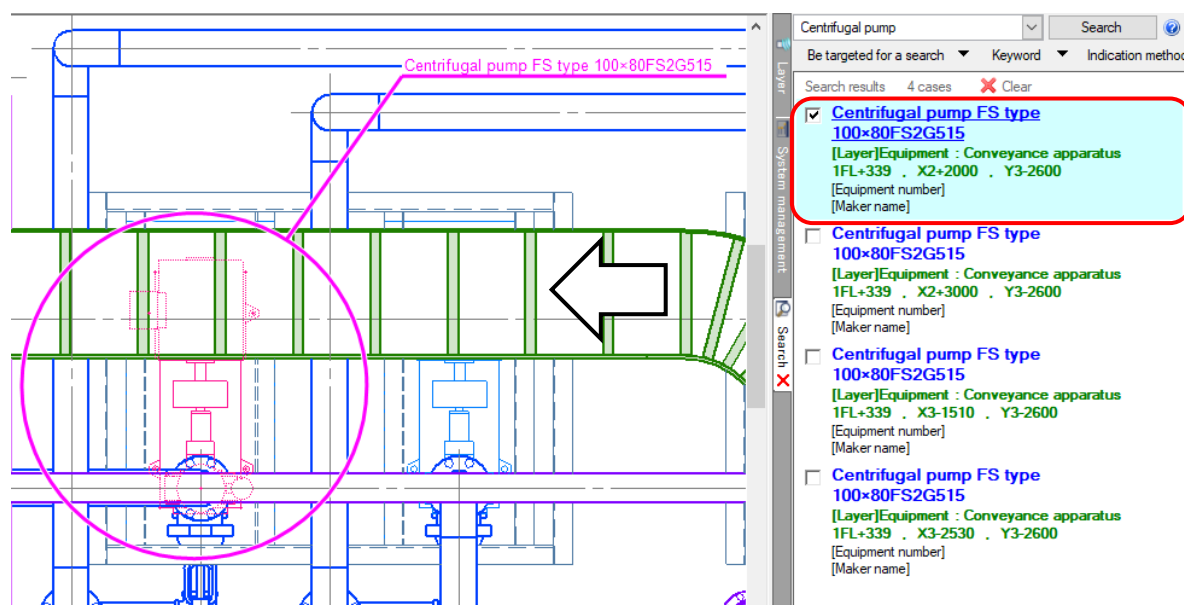 Centrifugal pump FS type 100×80FS2G515
Layer
System management
Search
Centrifugal pump
Search
Be targeted for a search
Keyword
Indication method
Search results 4 cases Clear
Centrifugal pump FS type
100×80FS2G515
[Layer]Equipment : Conveyance apparatus
1FL+339 , X2+2000 , Y3-2600
[Equipment number]
[Maker name]
Centrifugal pump FS type
100×80FS2G515
[Layer]Equipment : Conveyance apparatus
1FL+339 , X2+3000 , Y3-2600
[Equipment number]
[Maker name]
Centrifugal pump FS type
100×80FS2G515
[Layer]Equipment : Conveyance apparatus
1FL+339 , X3-1510 , Y3-2600
[Equipment number]
[Maker name]
Centrifugal pump FS type
100×80FS2G515
[Layer]Equipment : Conveyance apparatus
1FL+339 , X3-2530 , Y3-2600
[Equipment number]
[Maker name]